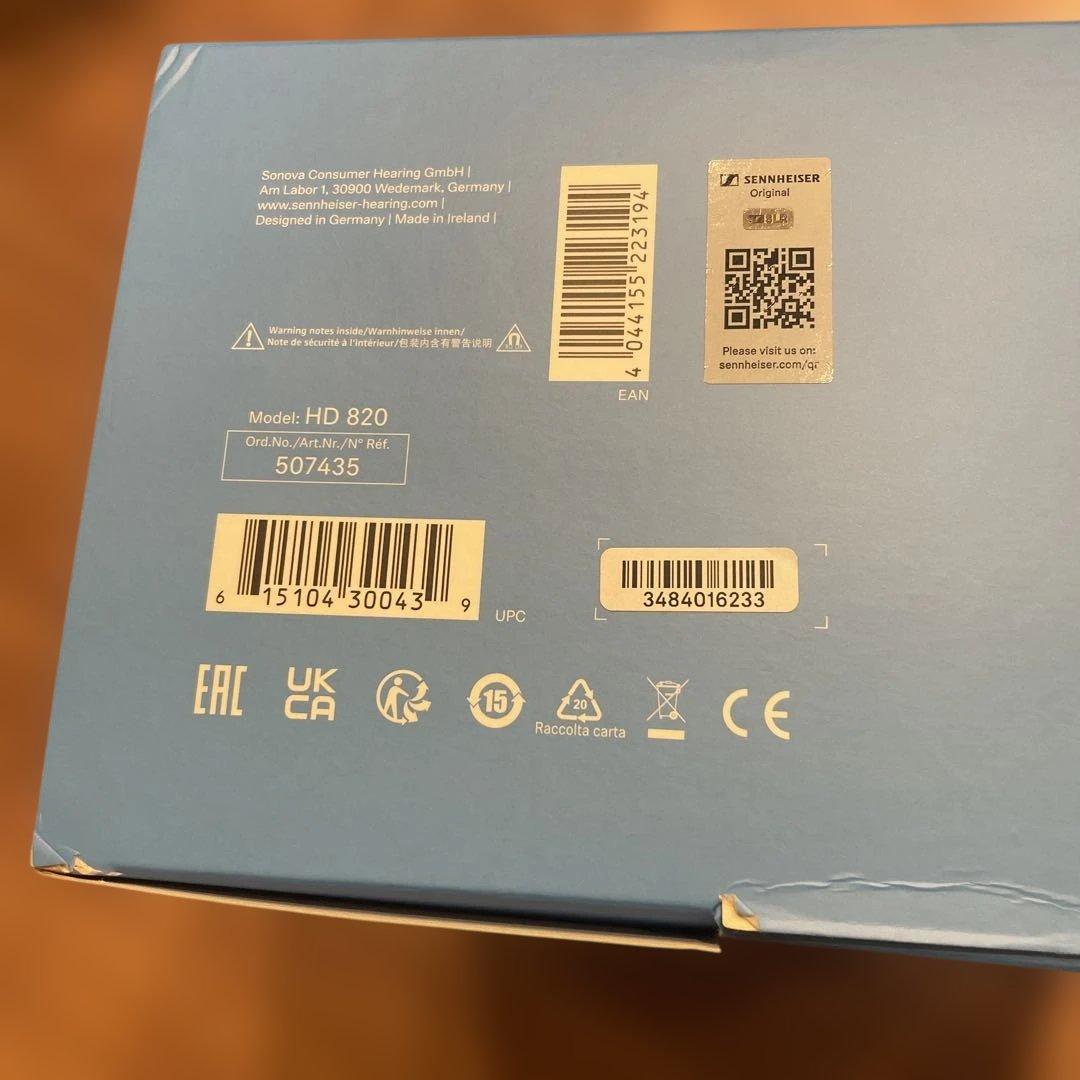 Sonova Consumer Hearing GmbH |
Am Labor 1, 30900 Wedemark, Germany |
www.sennheiser-hearing.com |
Designed in Germany | Made in Ireland |
Warning notes inside/Warnhinweise innen/
Note de sécurité à l'intérieur/包装内含有警告说明
4 044155 223194
EAN
SENNHEISER
Original
Please visit us on:
sennheiser.com/qr
Model: HD 820
Ord.No./Art.Nr./N° Réf.
507435
6 15104 30043 9
UPC
3484016233
EAC
UK
CA
15
20
Raccolta carta
CE